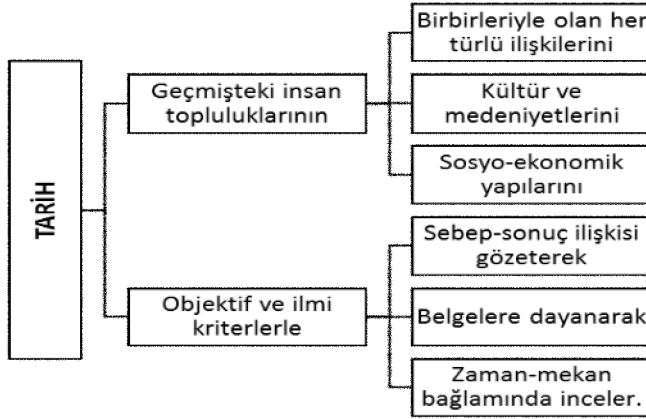 TARİH
Geçmişteki insan
topluluklarının
Birbirleriyle olan her
türlü ilişkilerini
Kültür ve
medeniyetlerini
Sosyo-ekonomik
yapılarını
Objektif ve ilmi
kriterlerle
Sebep-sonuç ilişkisi
gözeterek
Belgelere dayanarak
Zaman-mekan
bağlamında inceler.